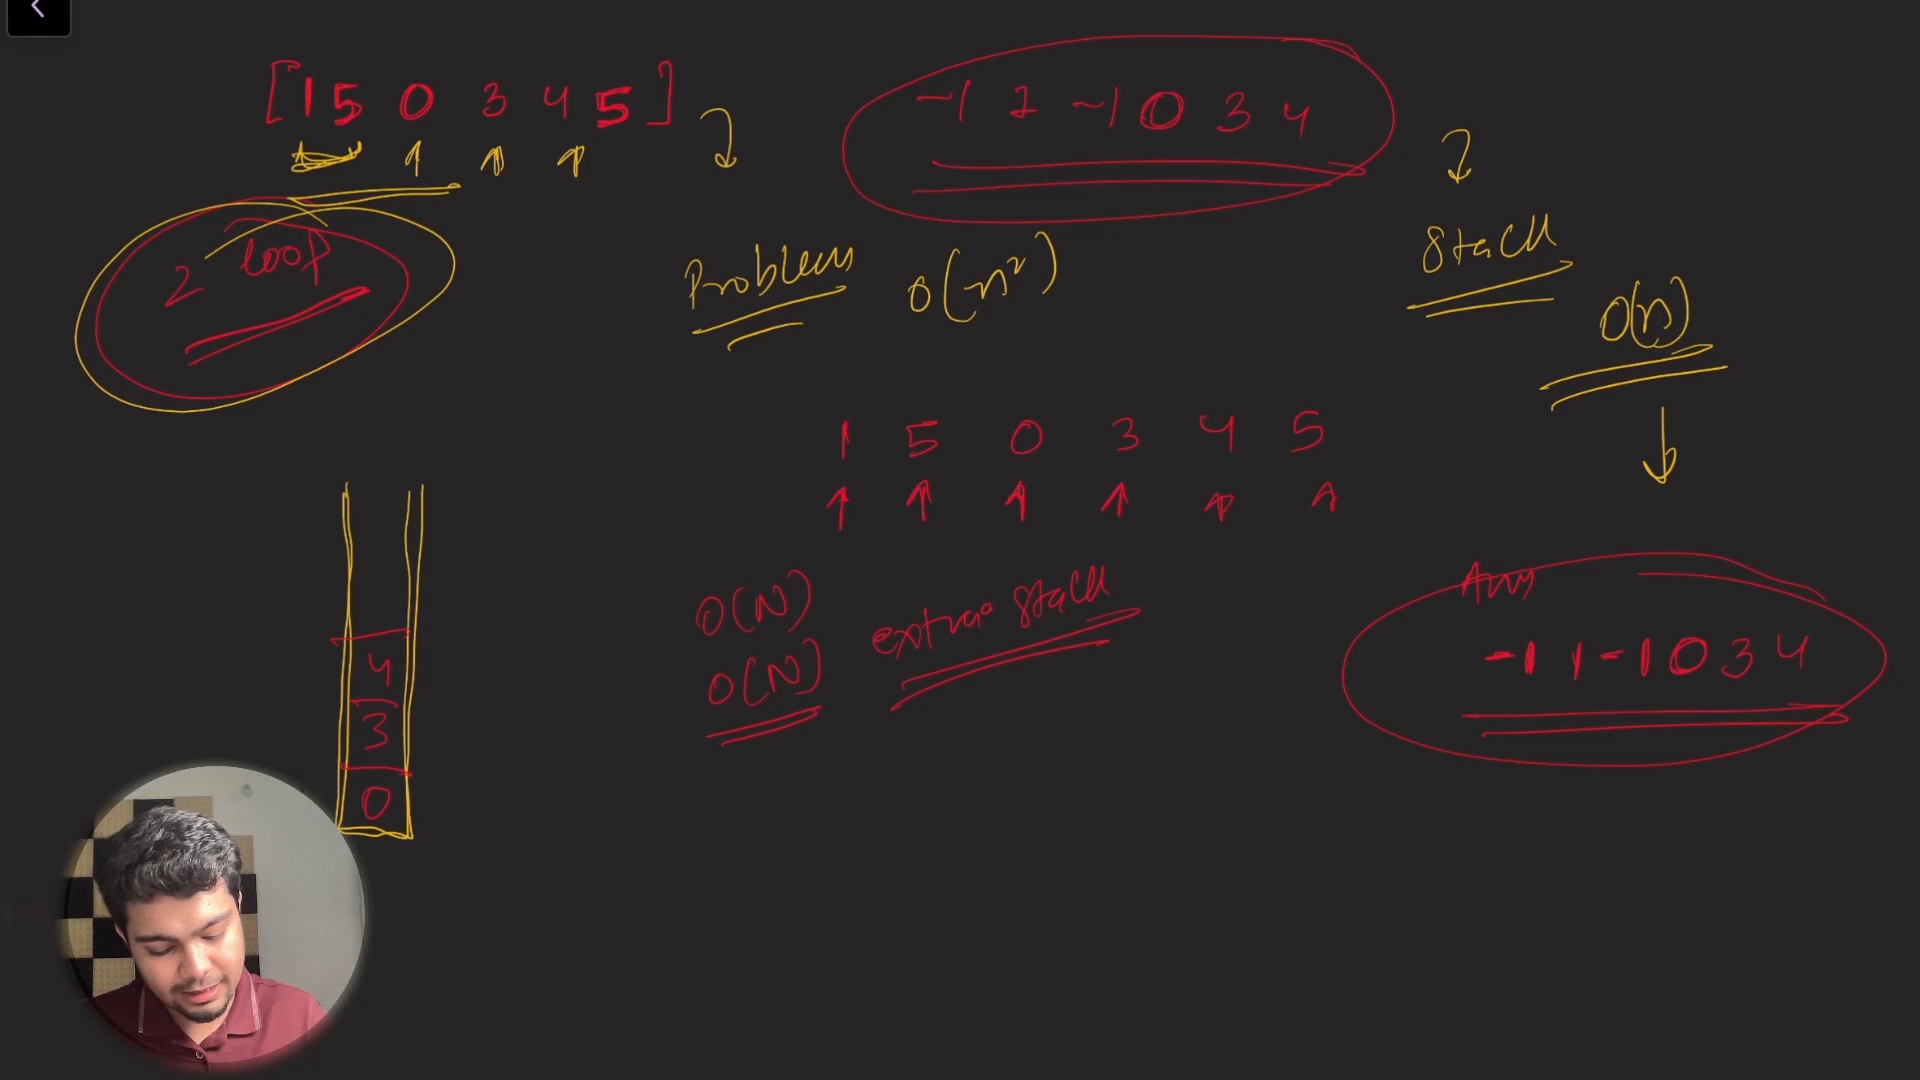 [1 5 0 3 4 5]
-1 1 -1 0 3 4
2 loop
Problem O(n²)
Stack
O(n)
1 5 0 3 4 5
O(N)
O(N)
extra stack
Ans
-1 1 -1 0 3 4
4
3
0